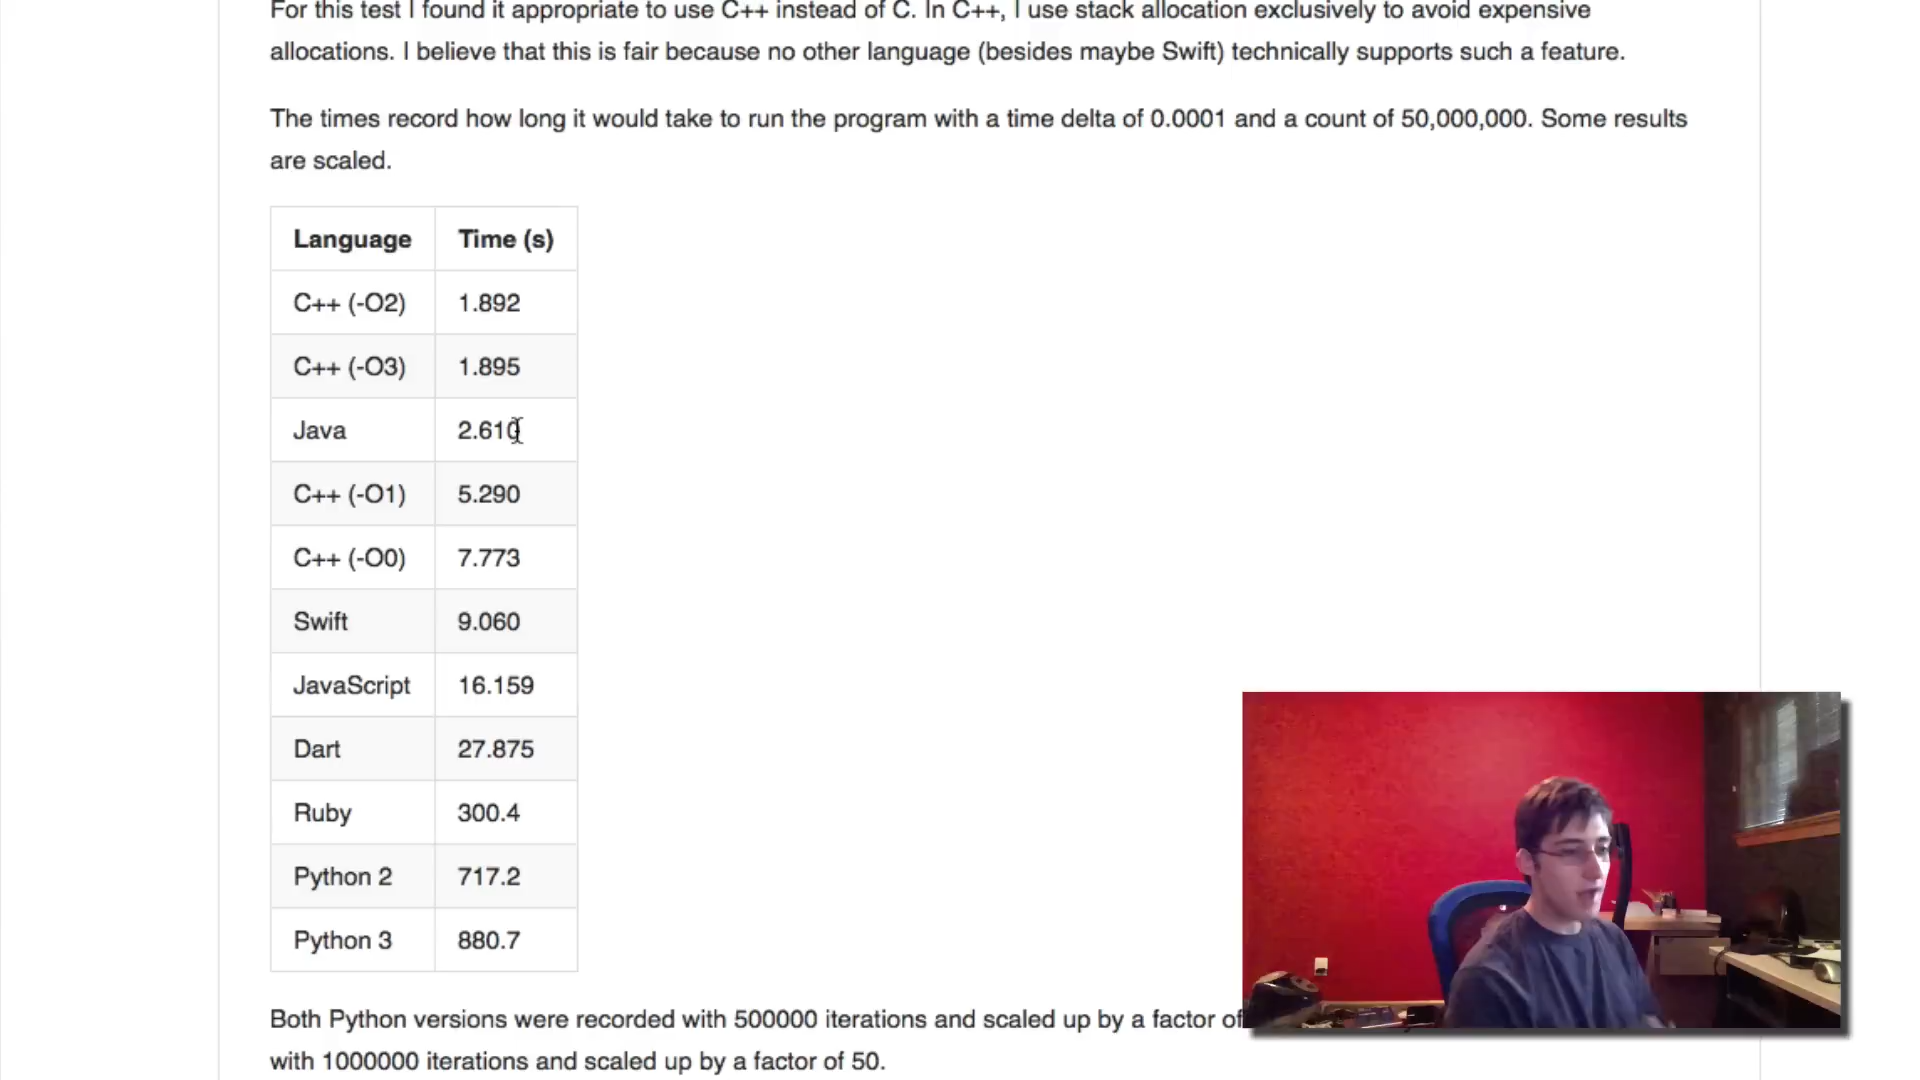 For this test I found it appropriate to use C++ instead of C. In C++, I use stack allocation exclusively to avoid expensive
allocations. I believe that this is fair because no other language (besides maybe Swift) technically supports such a feature.
The times record how long it would take to run the program with a time delta of 0.0001 and a count of 50,000,000. Some results
are scaled.
Language Time (s)
C++ (-O2) 1.892
C++ (-O3) 1.895
Java 2.610
C++ (-O1) 5.290
C++ (-O0) 7.773
Swift 9.060
JavaScript 16.159
Dart 27.875
Ruby 300.4
Python 2 717.2
Python 3 880.7
Both Python versions were recorded with 500000 iterations and scaled up by a factor of
with 1000000 iterations and scaled up by a factor of 50.